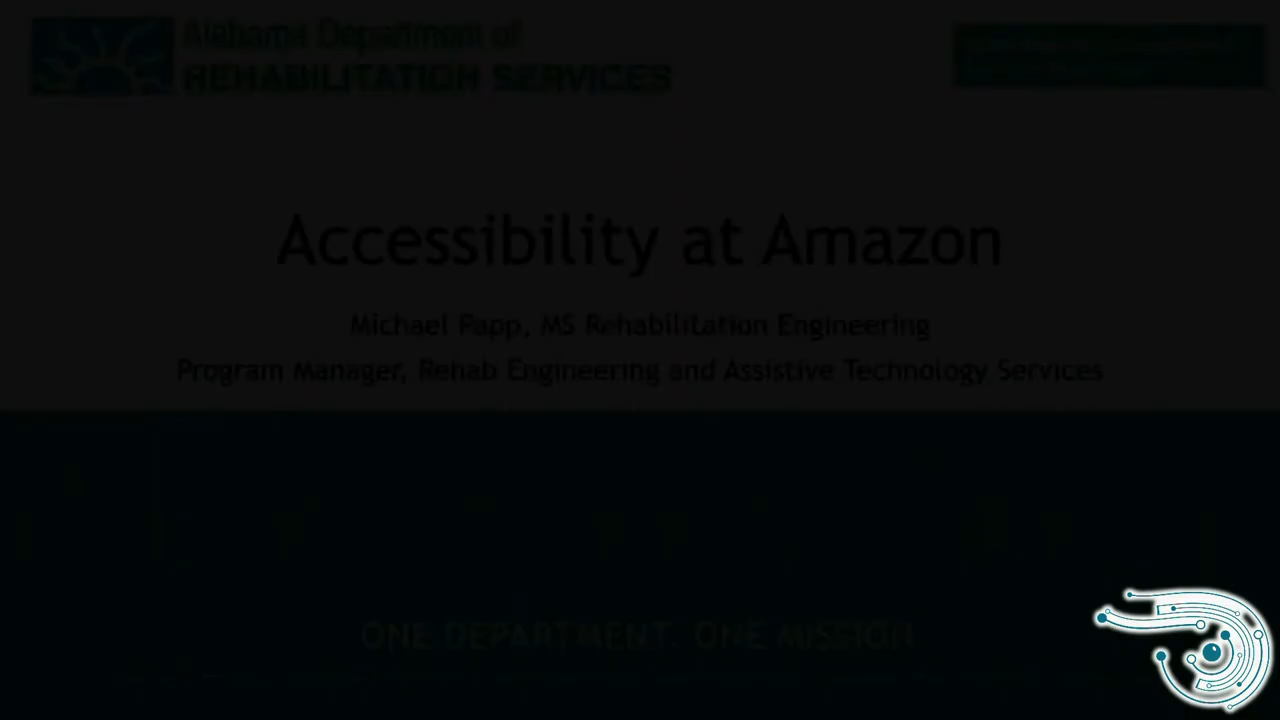 Alabama Department of
REHABILITATION SERVICES
Accessibility at Amazon
Michael Papp, MS Rehabilitation Engineering
Program Manager, Rehab Engineering and Assistive Technology Services
ONE DEPARTMENT. ONE MISSION